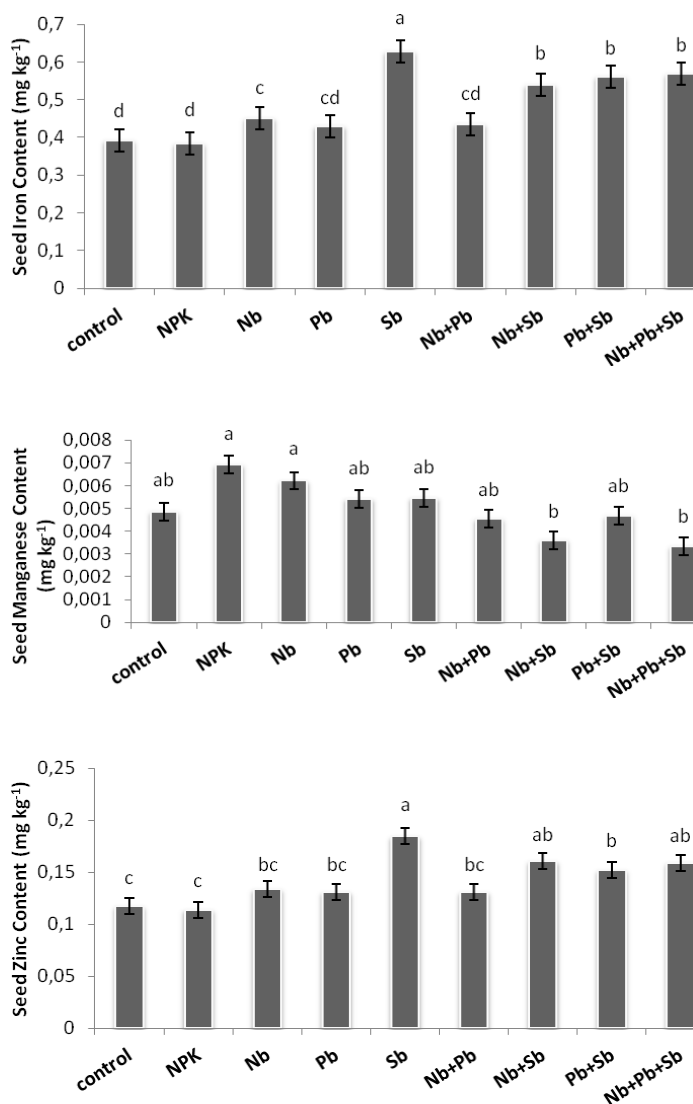 Seed Iron Content (mg kg⁻¹)
0,7
0,6
0,5
0,4
0,3
0,2
0,1
0
d d c cd a cd b b b
control NPK Nb Pb Sb Nb+Pb Nb+Sb Pb+Sb Nb+Pb+Sb
Seed Manganese Content
(mg kg⁻¹)
0,008
0,007
0,006
0,005
0,004
0,003
0,002
0,001
0
ab a a ab ab ab b ab b
control NPK Nb Pb Sb Nb+Pb Nb+Sb Pb+Sb Nb+Pb+Sb
Seed Zinc Content (mg kg⁻¹)
0,25
0,2
0,15
0,1
0,05
0
c c bc bc a bc ab b ab
control NPK Nb Pb Sb Nb+Pb Nb+Sb Pb+Sb Nb+Pb+Sb